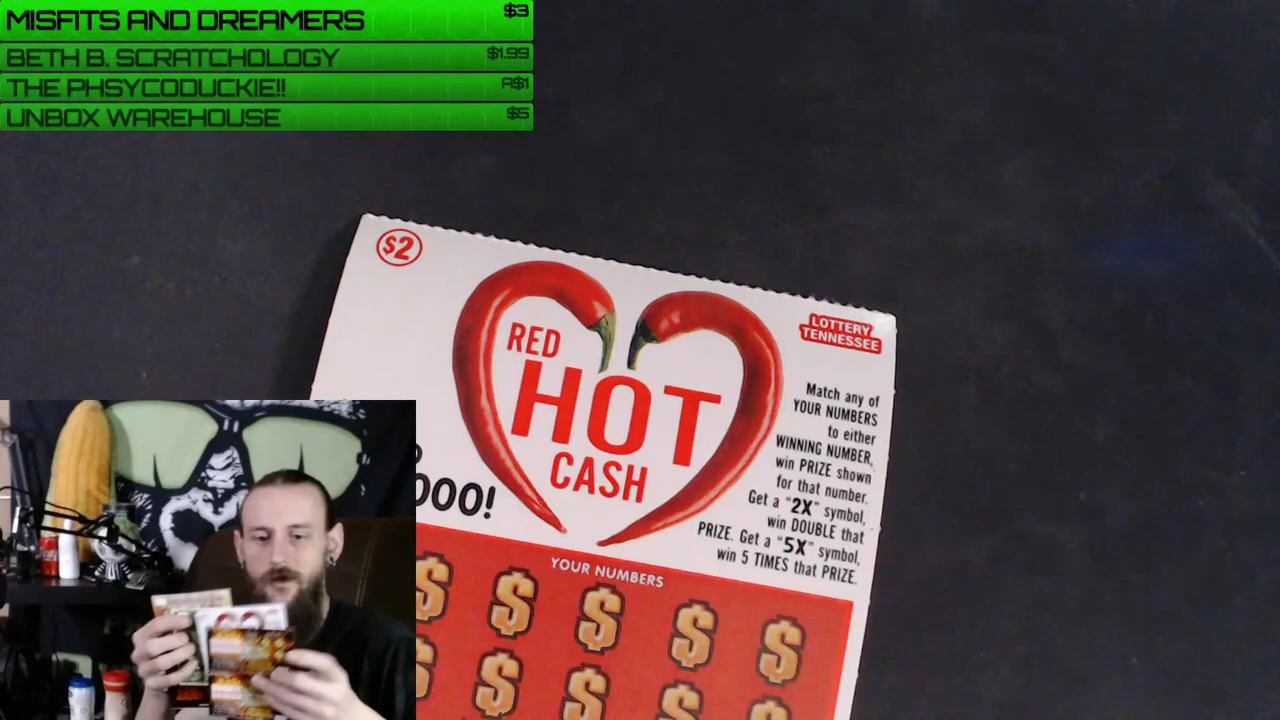 MISFITS AND DREAMERS $3
BETH B. SCRATCHOLOGY $1.99
THE PHSYCODUCKIE!! R$1
UNBOX WAREHOUSE $5
$2
RED
HOT
CASH
LOTTERY
TENNESSEE
Match any of
YOUR NUMBERS
to either
WINNING NUMBER,
win PRIZE shown
for that number.
Get a "2X" symbol,
win DOUBLE that
PRIZE. Get a "5X" symbol,
win 5 TIMES that PRIZE.
000!
YOUR NUMBERS
$ $ $ $ $
$ $ $ $ $